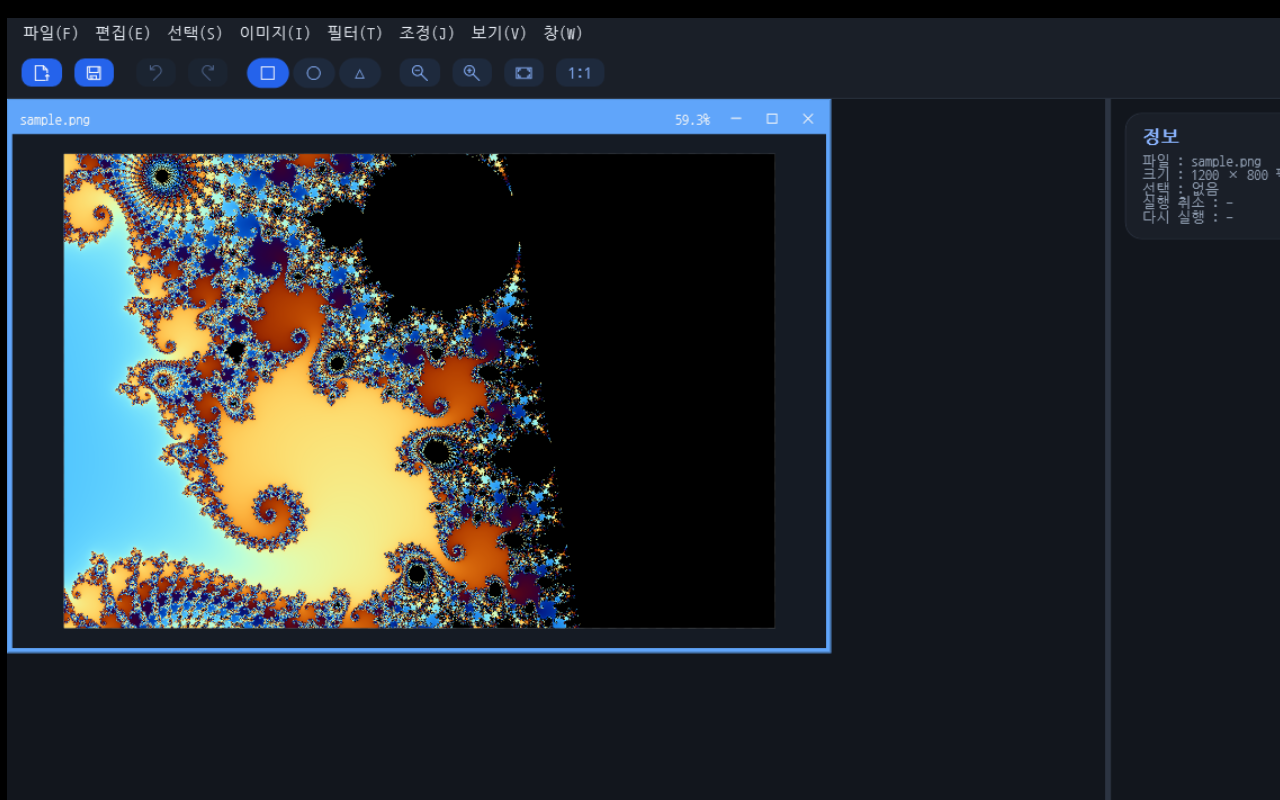 파일(F) 편집(E) 선택(S) 이미지(I) 필터(T) 조정(J) 보기(V) 창(W)
1:1
sample.png 59.3%
정보
파일 : sample.png
크기 : 1200 × 800
선택 : 없음
실행 취소 : -
다시 실행 : -